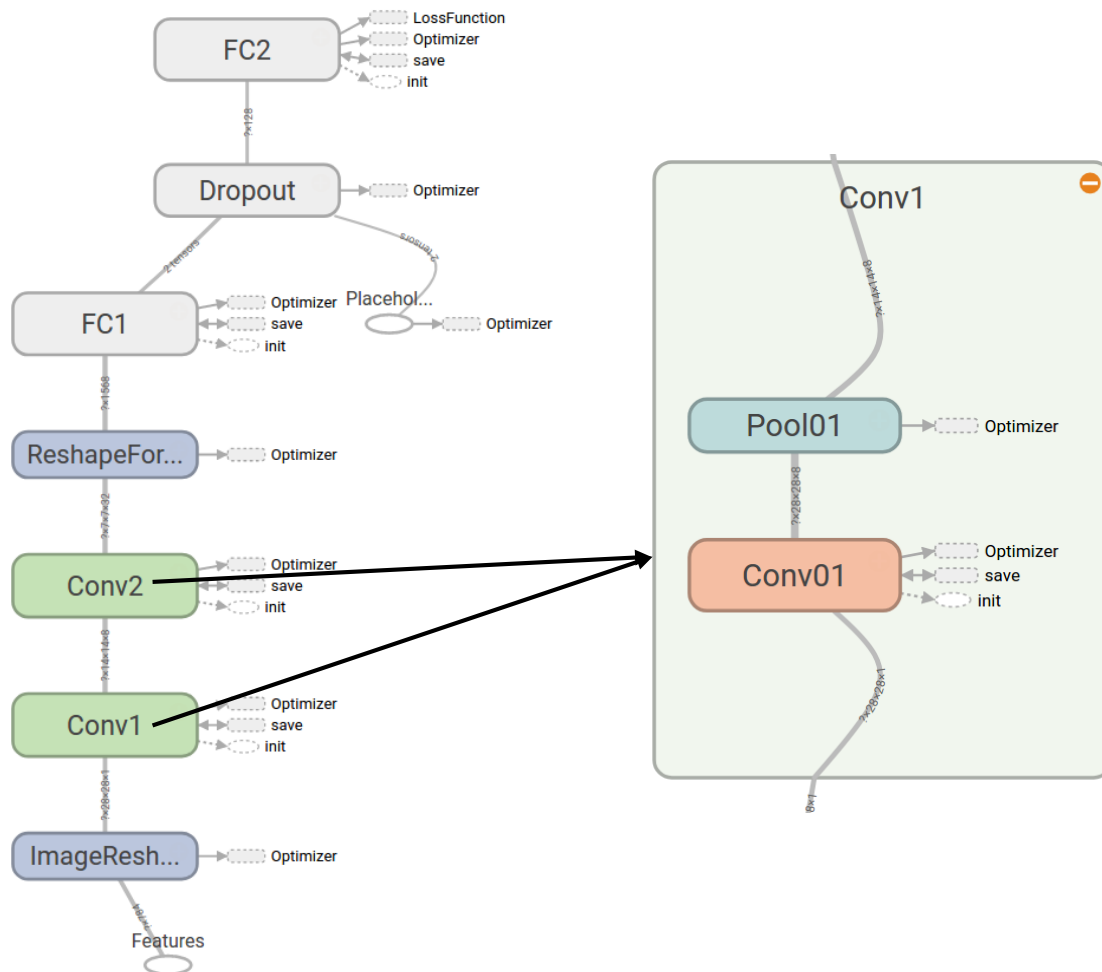 FC2
LossFunction
Optimizer
save
init
?×128
Dropout
Optimizer
2 tensors
2 tensors
FC1
Optimizer
save
init
Placehol...
Optimizer
?×1568
ReshapeFor...
Optimizer
?×7×7×32
Conv2
Optimizer
save
init
?×14×14×8
Conv1
Optimizer
save
init
?×28×28×1
ImageResh...
Optimizer
?×784
Features
Conv1
?×14×14×8
Pool01
Optimizer
?×28×28×8
Conv01
Optimizer
save
init
?×28×28×1
8×1